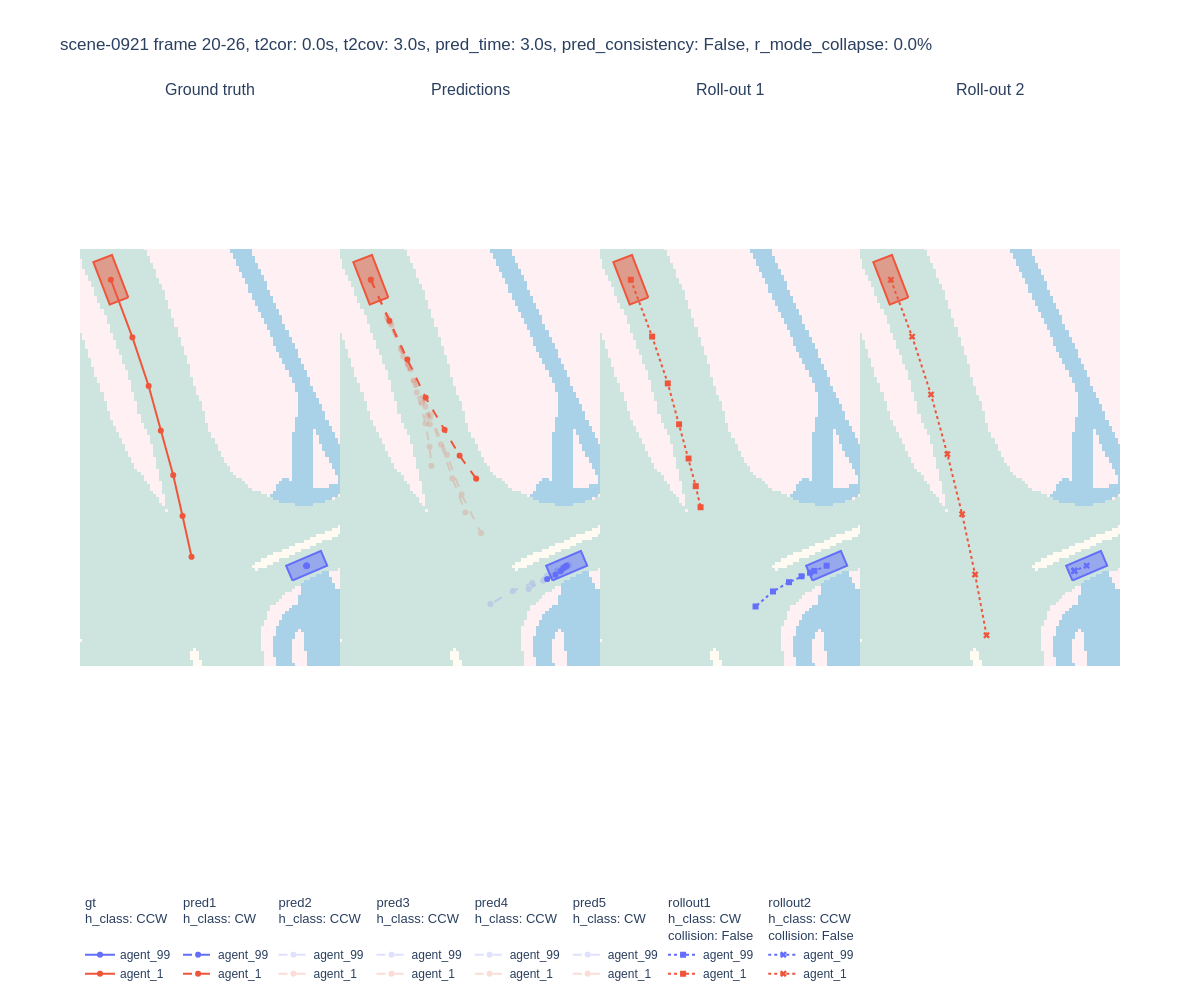 scene-0921 frame 20-26, t2cor: 0.0s, t2cov: 3.0s, pred_time: 3.0s, pred_consistency: False, r_mode_collapse: 0.0%
Ground truth
Predictions
Roll-out 1
Roll-out 2
gt
h_class: CCW
agent_99
agent_1
pred1
h_class: CW
agent_99
agent_1
pred2
h_class: CCW
agent_99
agent_1
pred3
h_class: CCW
agent_99
agent_1
pred4
h_class: CCW
agent_99
agent_1
pred5
h_class: CW
agent_99
agent_1
rollout1
h_class: CW
collision: False
agent_99
agent_1
rollout2
h_class: CCW
collision: False
agent_99
agent_1